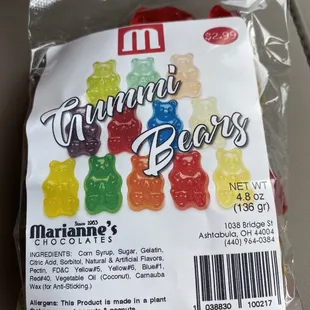 m
$2.99
Gummi
Bears
Since 1963
Marianne's
CHOCOLATES
NET WT
4.8 oz
(136 gr)
1038 Bridge St
Ashtabula, OH 44004
(440) 964-0384
INGREDIENTS: Corn Syrup, Sugar, Gelatin,
Citric Acid, Sorbitol, Natural & Artificial Flavors,
Pectin, FD&C Yellow#5, Yellow#6, Blue#1,
Red#40, Vegetable Oil (Coconut), Carnauba
Wax (for Anti-Sticking.)
Allergens: This Product is made in a plant
1 038830 100217